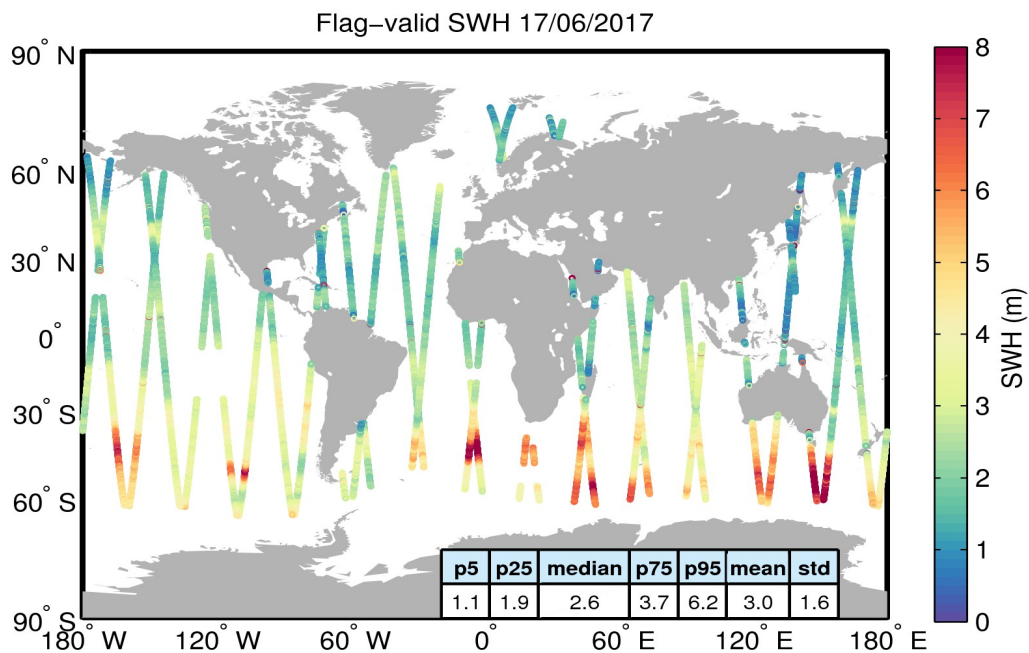 Flag−valid SWH 17/06/2017
90° N
60° N
30° N
0°
30° S
60° S
90° S
180° W
120° W
60° W
0°
60° E
120° E
180° E
p5 p25 median p75 p95 mean std
1.1 1.9 2.6 3.7 6.2 3.0 1.6
8
7
6
5
4
3
2
1
0
SWH (m)